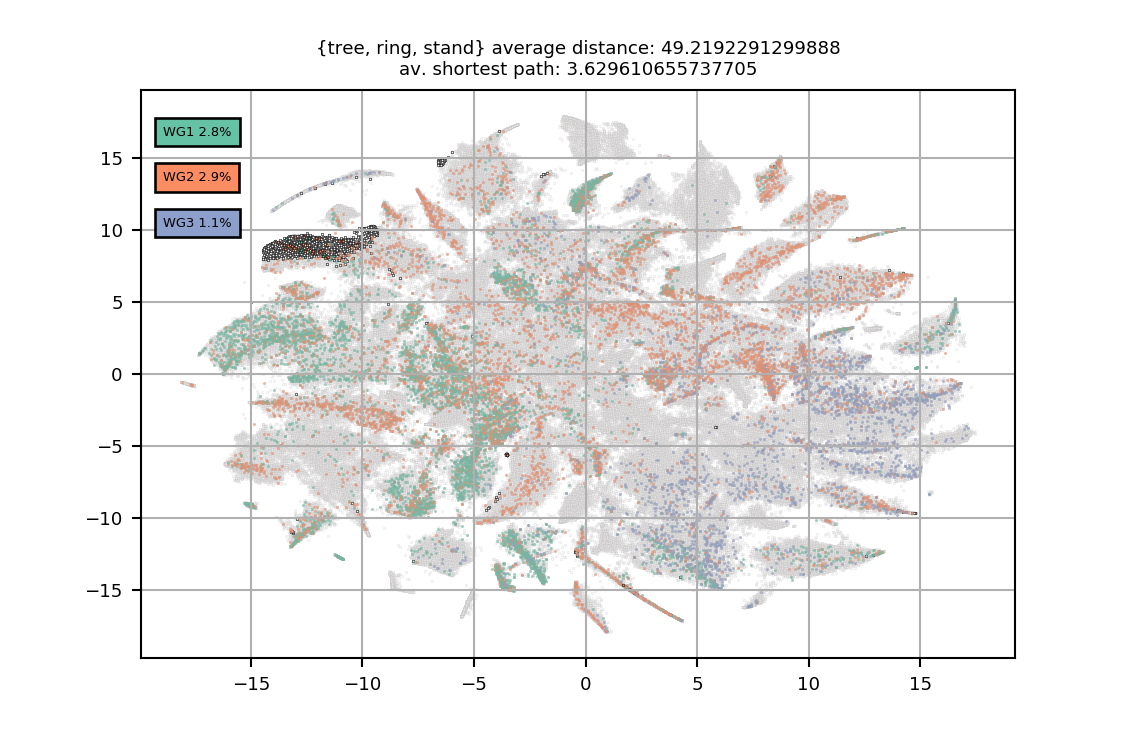 {tree, ring, stand} average distance: 49.2192291299888
av. shortest path: 3.629610655737705
WG1 2.8%
WG2 2.9%
WG3 1.1%
15
10
5
0
−5
−10
−15
−15 −10 −5 0 5 10 15